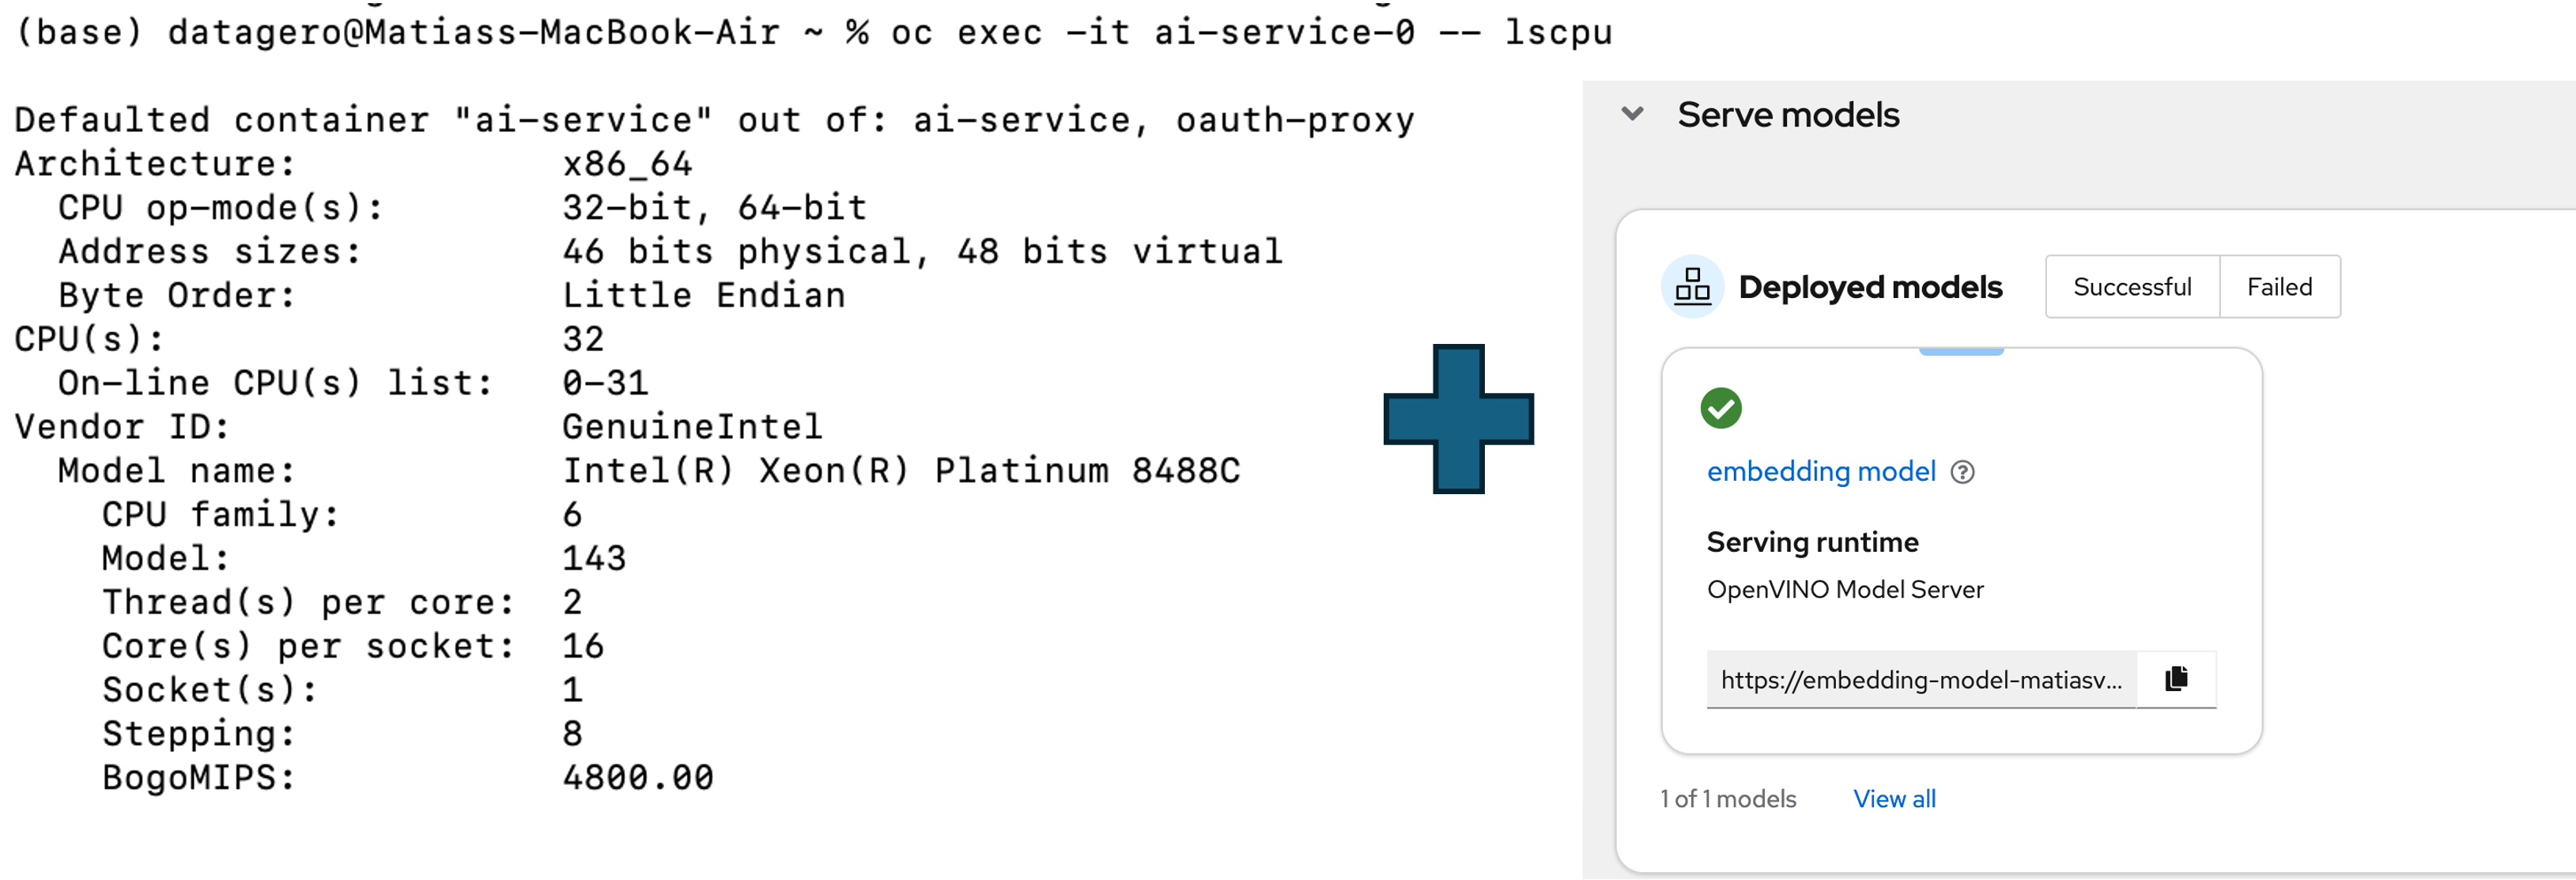 (base) datagero@Matiass-MacBook-Air ~ % oc exec -it ai-service-0 -- lscpu
Defaulted container "ai-service" out of: ai-service, oauth-proxy
Architecture: x86_64
CPU op-mode(s): 32-bit, 64-bit
Address sizes: 46 bits physical, 48 bits virtual
Byte Order: Little Endian
CPU(s): 32
On-line CPU(s) list: 0-31
Vendor ID: GenuineIntel
Model name: Intel(R) Xeon(R) Platinum 8488C
CPU family: 6
Model: 143
Thread(s) per core: 2
Core(s) per socket: 16
Socket(s): 1
Stepping: 8
BogoMIPS: 4800.00
Serve models
Deployed models
Successful
Failed
embedding model
Serving runtime
OpenVINO Model Server
https://embedding-model-matiasv...
1 of 1 models
View all